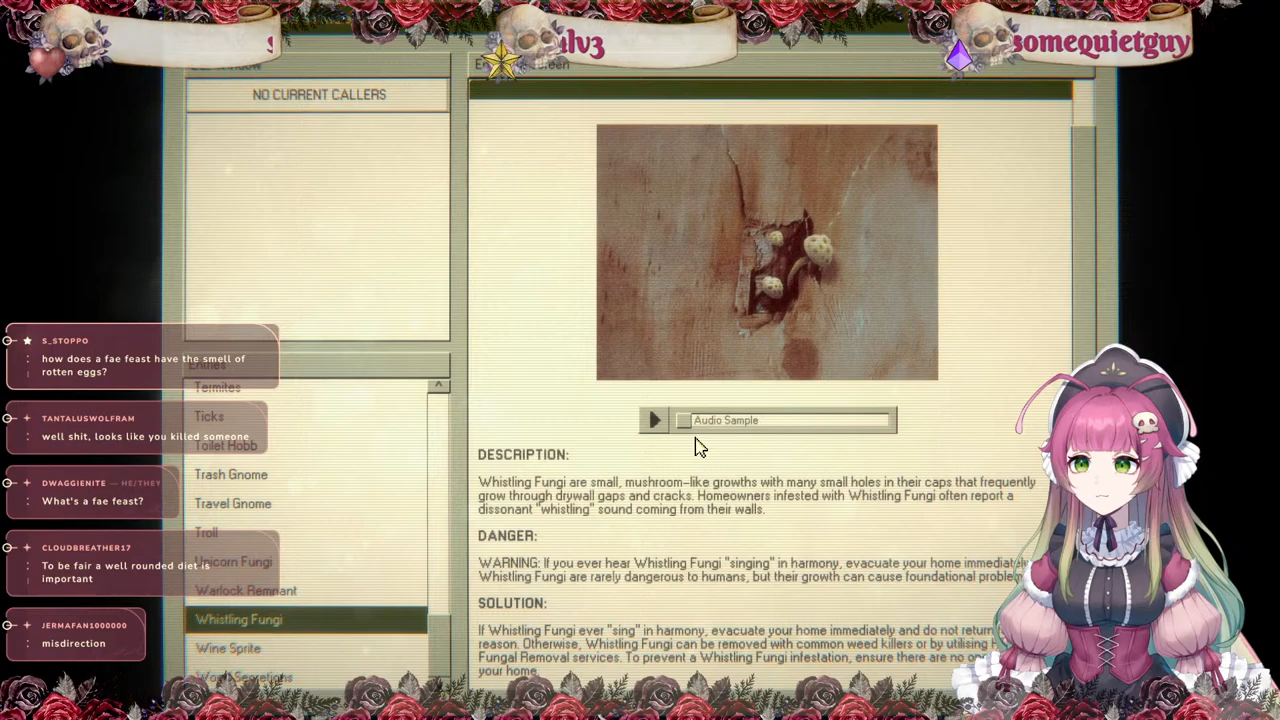 somequietguy
NO CURRENT CALLERS
Audio Sample
DESCRIPTION:
Whistling Fungi are small, mushroom-like growths with many small holes in their caps that frequently
grow through drywall gaps and cracks. Homeowners infested with Whistling Fungi often report a
dissonant "whistling" sound coming from their walls.
DANGER:
WARNING: If you ever hear Whistling Fungi "singing" in harmony, evacuate your home immediately
Whistling Fungi are rarely dangerous to humans, but their growth can cause foundational
SOLUTION:
If Whistling Fungi ever "sing" in harmony, evacuate your home immediately and do not return
reason. Otherwise, Whistling Fungi can be removed with common weed killers or by utilising
Fungal Removal services. To prevent a Whistling Fungi infestation, ensure there are no
your home.
Entries
Termites
Ticks
Toilet Hobb
Trash Gnome
Travel Gnome
Troll
Unicorn Fungi
Warlock Remnant
Whistling Fungi
Wine Sprite
S_STOPPO
how does a fae feast have the smell of
rotten eggs?
TANTALUSWOLFRAM
well shit, looks like you killed someone
DWAGGIENITE — HE/THEY
What's a fae feast?
CLOUDBREATHER17
To be fair a well rounded diet is
important
JERMAFAN1000000
misdirection